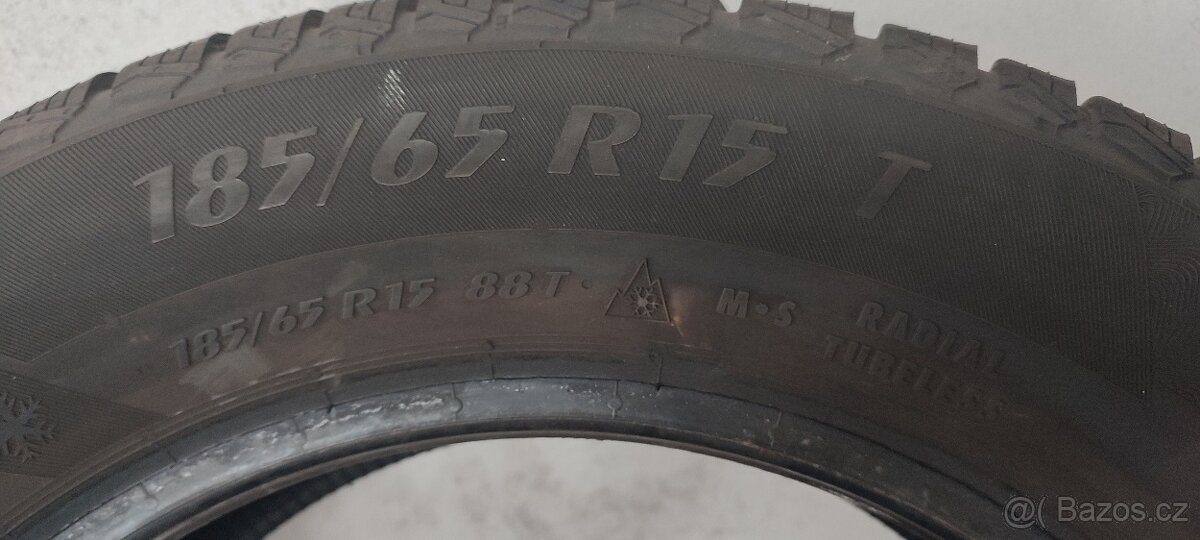 185/65 R15 T
185/65 R15 88T M•S RADIAL
TUBELESS
@( Bazos.cz